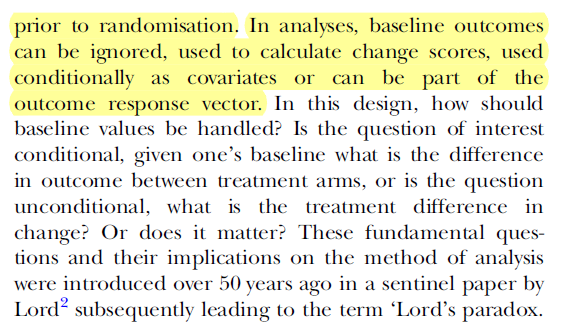 prior to randomisation. In analyses, baseline outcomes
can be ignored, used to calculate change scores, used
conditionally as covariates or can be part of the
outcome response vector. In this design, how should
baseline values be handled? Is the question of interest
conditional, given one’s baseline what is the difference
in outcome between treatment arms, or is the question
unconditional, what is the treatment difference in
change? Or does it matter? These fundamental ques-
tions and their implications on the method of analysis
were introduced over 50 years ago in a sentinel paper by
Lord2 subsequently leading to the term ‘Lord’s paradox.